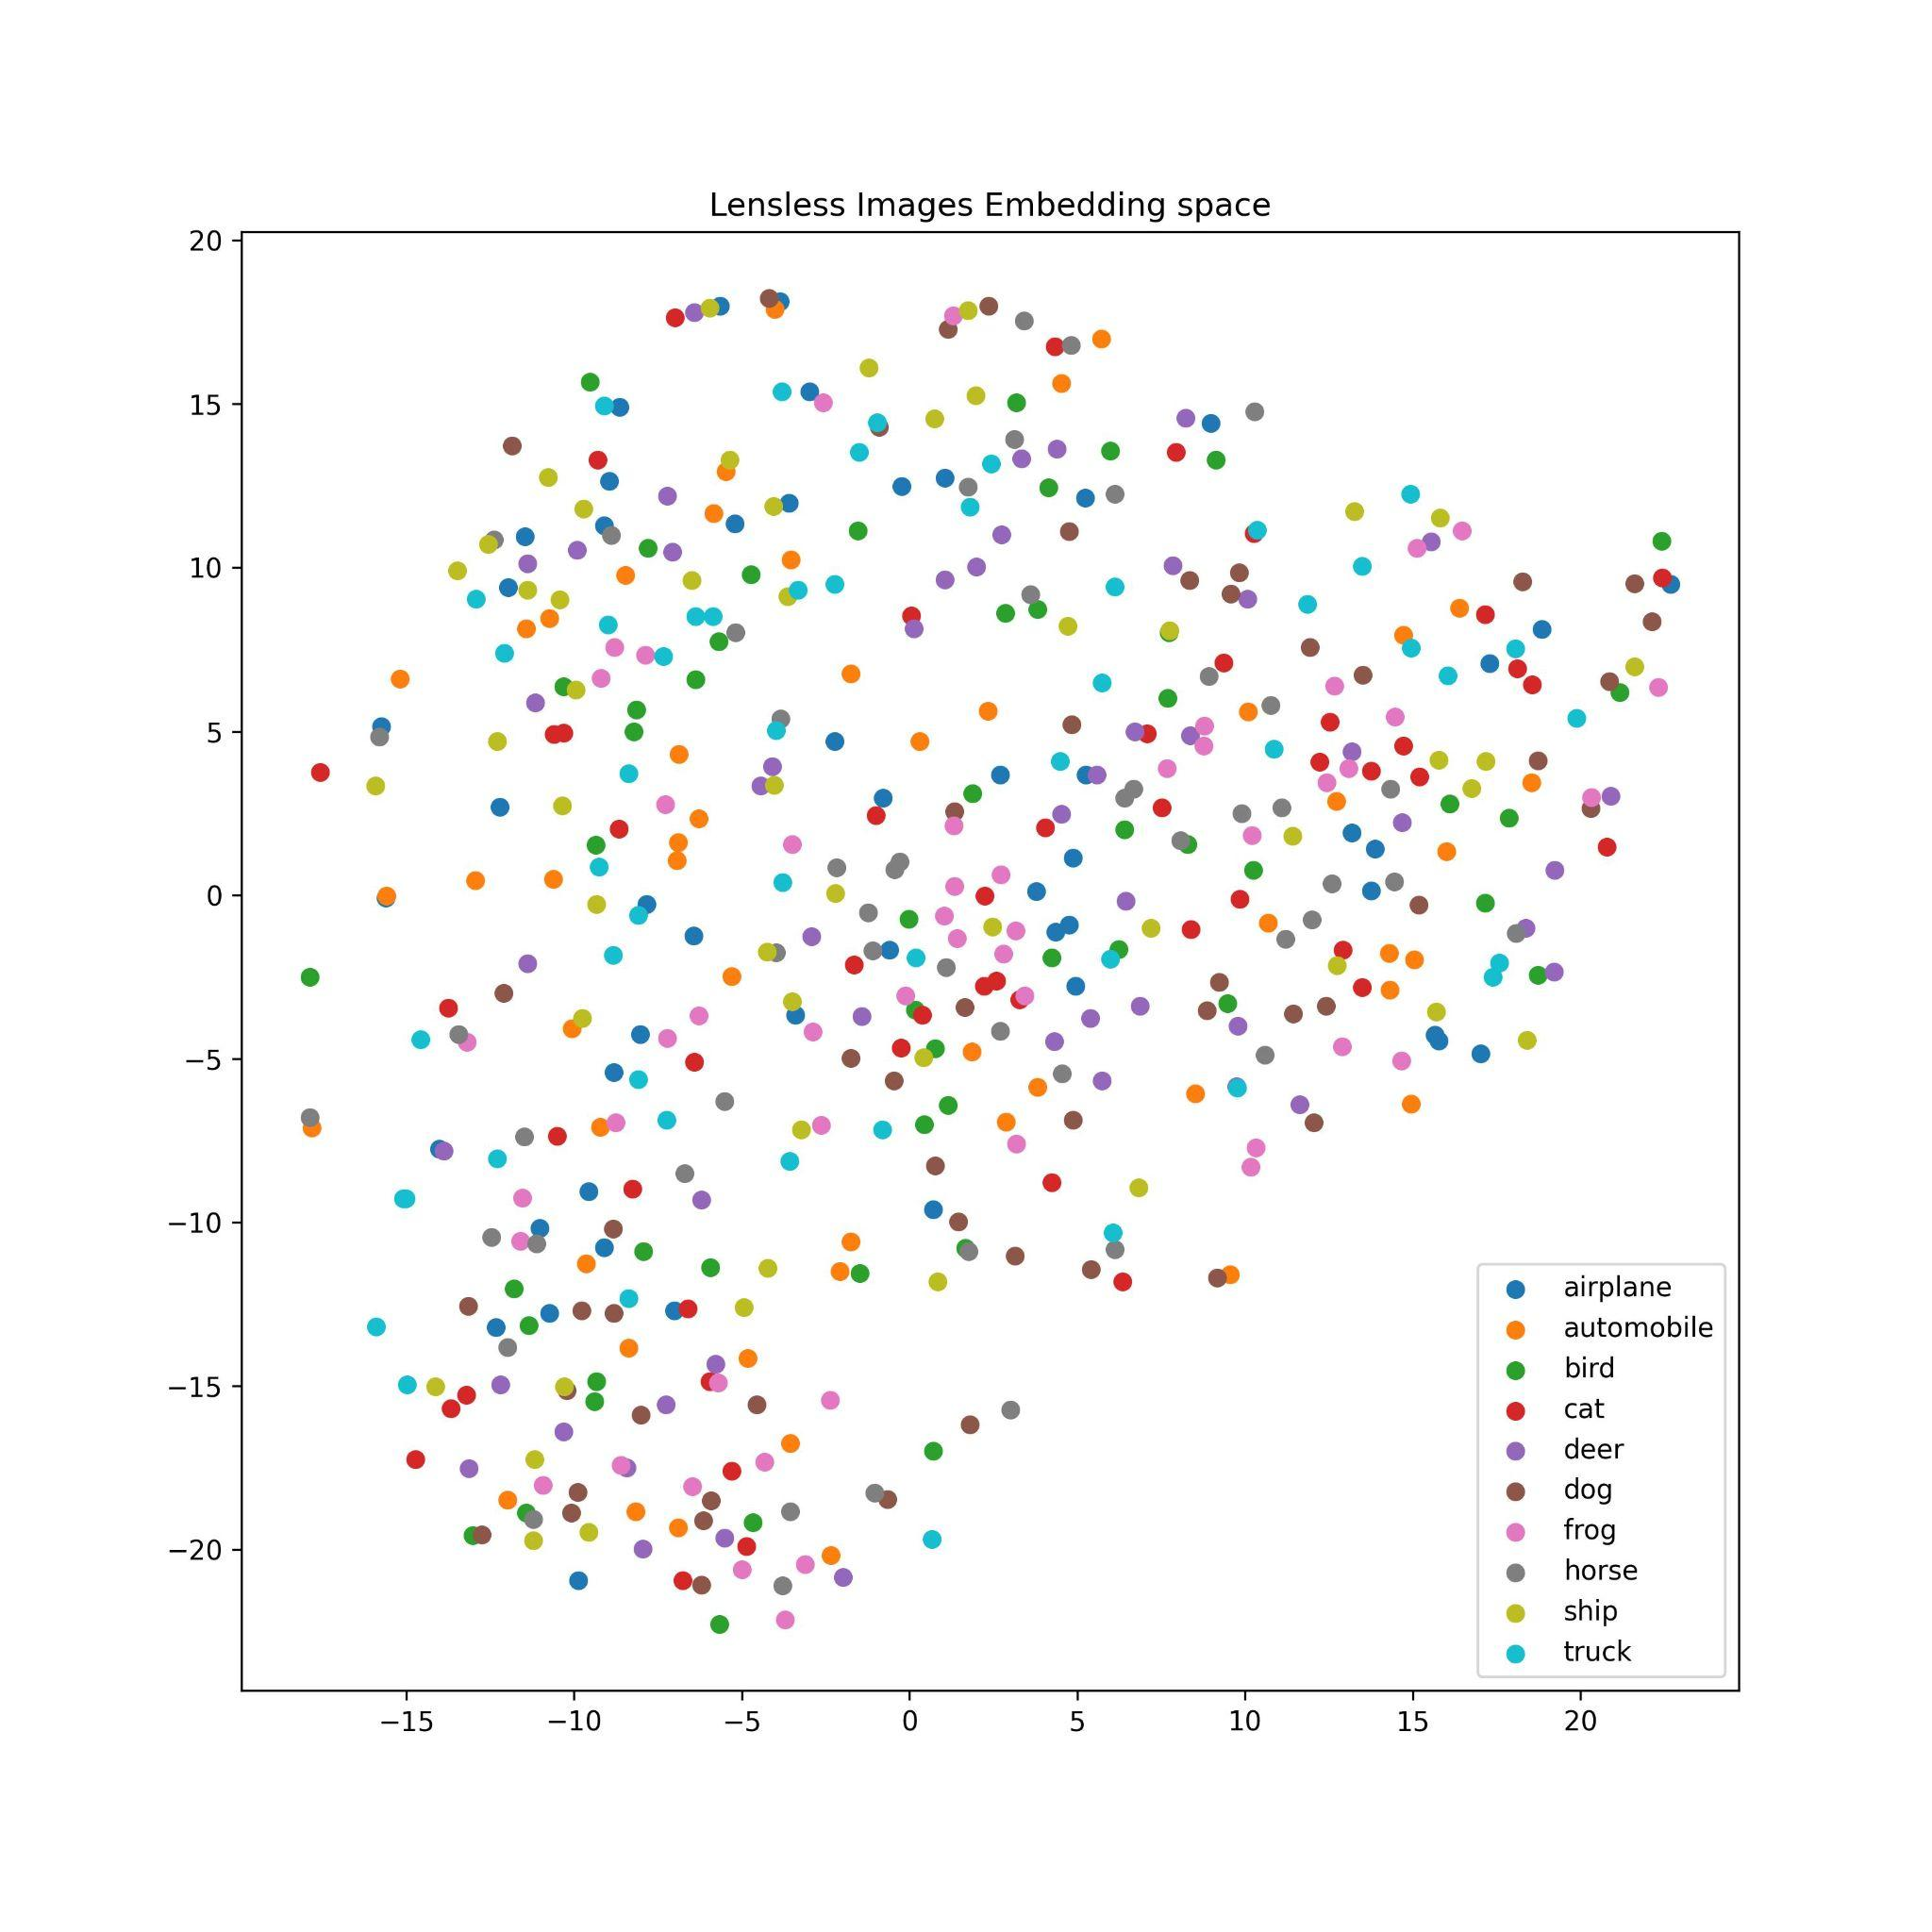 Lensless Images Embedding space
20
15
10
5
0
−5
−10
−15
−20
−15
−10
−5
0
5
10
15
20
airplane
automobile
bird
cat
deer
dog
frog
horse
ship
truck